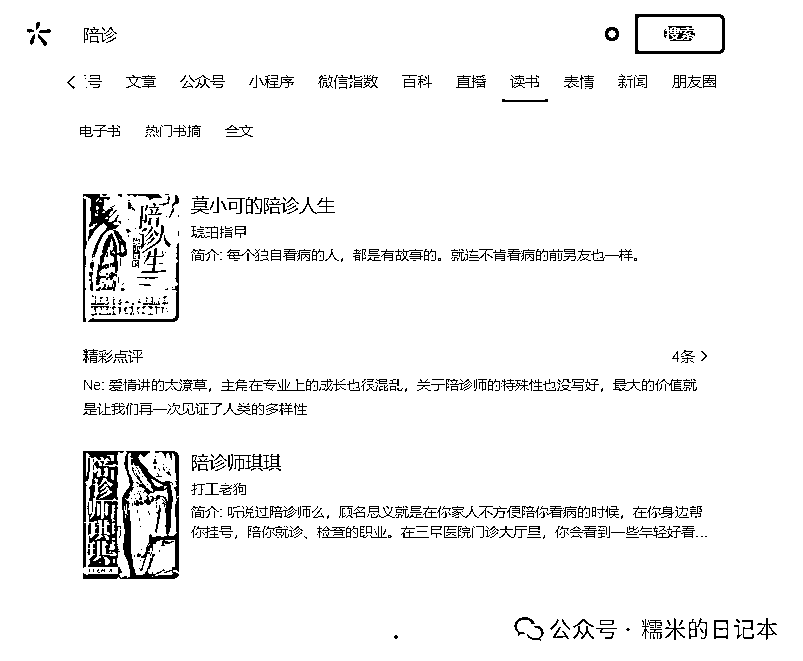 陪诊
搜索
号 文章 公众号 小程序 微信指数 百科 直播 读书 表情 新闻 朋友圈
电子书 热门书摘 全文
莫小可的陪诊人生
简介: 每个独自看病的人，都是有故事的。就连不肯看病的前男友也一样。
陪诊人生
精彩点评
4条
Ne: 爱情讲的太潦草，主角在专业上的成长也很混乱，关于陪诊师的特殊性也没写好，最大的价值就
是让我们再一次见证了人类的多样性
陪诊师琪琪
打工老狗
简介: 听说过陪诊师么，顾名思义就是在你家人不方便陪你看病的时候，在你身边帮
你挂号，陪你就诊、检查的职业。在三甲医院门诊大厅里，你会看到一些年轻好看...
陪诊师琪琪
公众号 · 糯米的日记本